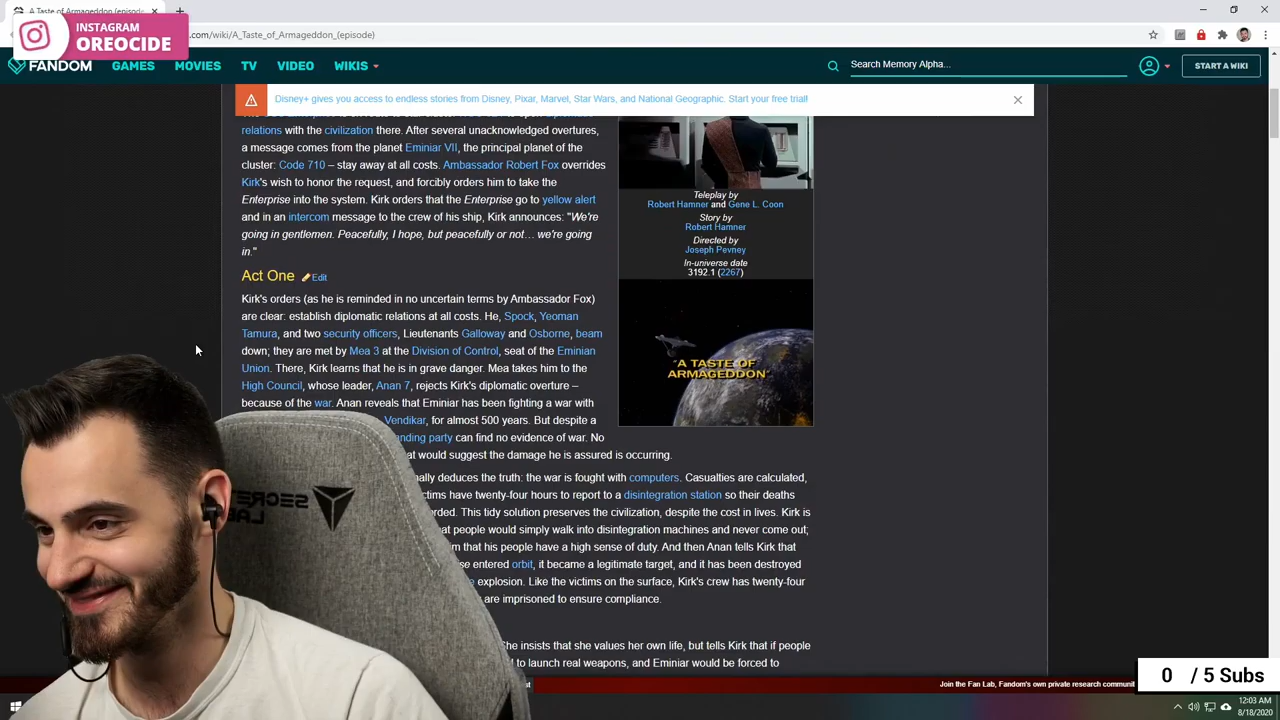 A Taste of Armageddon (episode)
INSTAGRAM
OREOCIDE
.com/wiki/A_Taste_of_Armageddon_(episode)
FANDOM
GAMES
MOVIES
TV
VIDEO
WIKIS
Search Memory Alpha...
START A WIKI
Disney+ gives you access to endless stories from Disney, Pixar, Marvel, Star Wars, and National Geographic. Start your free trial!
relations with the civilization there. After several unacknowledged overtures,
a message comes from the planet Eminiar VII, the principal planet of the
cluster: Code 710 – stay away at all costs. Ambassador Robert Fox overrides
Kirk's wish to honor the request, and forcibly orders him to take the
Enterprise into the system. Kirk orders that the Enterprise go to yellow alert
and in an intercom message to the crew of his ship, Kirk announces: "We're
going in gentlemen. Peacefully, I hope, but peacefully or not… we're going
in."
Teleplay by
Robert Hamner and Gene L. Coon
Story by
Robert Hamner
Directed by
Joseph Pevney
In-universe date
3192.1 (2267)
"A TASTE OF
ARMAGEDDON"
Act One Edit
Kirk's orders (as he is reminded in no uncertain terms by Ambassador Fox)
are clear: establish diplomatic relations at all costs. He, Spock, Yeoman
Tamura, and two security officers, Lieutenants Galloway and Osborne, beam
down; they are met by Mea 3 at the Division of Control, seat of the Eminian
Union. There, Kirk learns that he is in grave danger. Mea takes him to the
High Council, whose leader, Anan 7, rejects Kirk's diplomatic overture –
because of the war. Anan reveals that Eminiar has been fighting a war with
Vendikar, for almost 500 years. But despite a
anding party can find no evidence of war. No
at would suggest the damage he is assured is occurring.
nally deduces the truth: the war is fought with computers. Casualties are calculated,
ctims have twenty-four hours to report to a disintegration station so their deaths
orded. This tidy solution preserves the civilization, despite the cost in lives. Kirk is
at people would simply walk into disintegration machines and never come out;
m that his people have a high sense of duty. And then Anan tells Kirk that
se entered orbit, it became a legitimate target, and it has been destroyed
e explosion. Like the victims on the surface, Kirk's crew has twenty-four
are imprisoned to ensure compliance.
She insists that she values her own life, but tells Kirk that if people
to launch real weapons, and Eminiar would be forced to
Join the Fan Lab, Fandom's own private research communit
SECRET
LAB
0 / 5 Subs
12:03 AM
8/18/2020